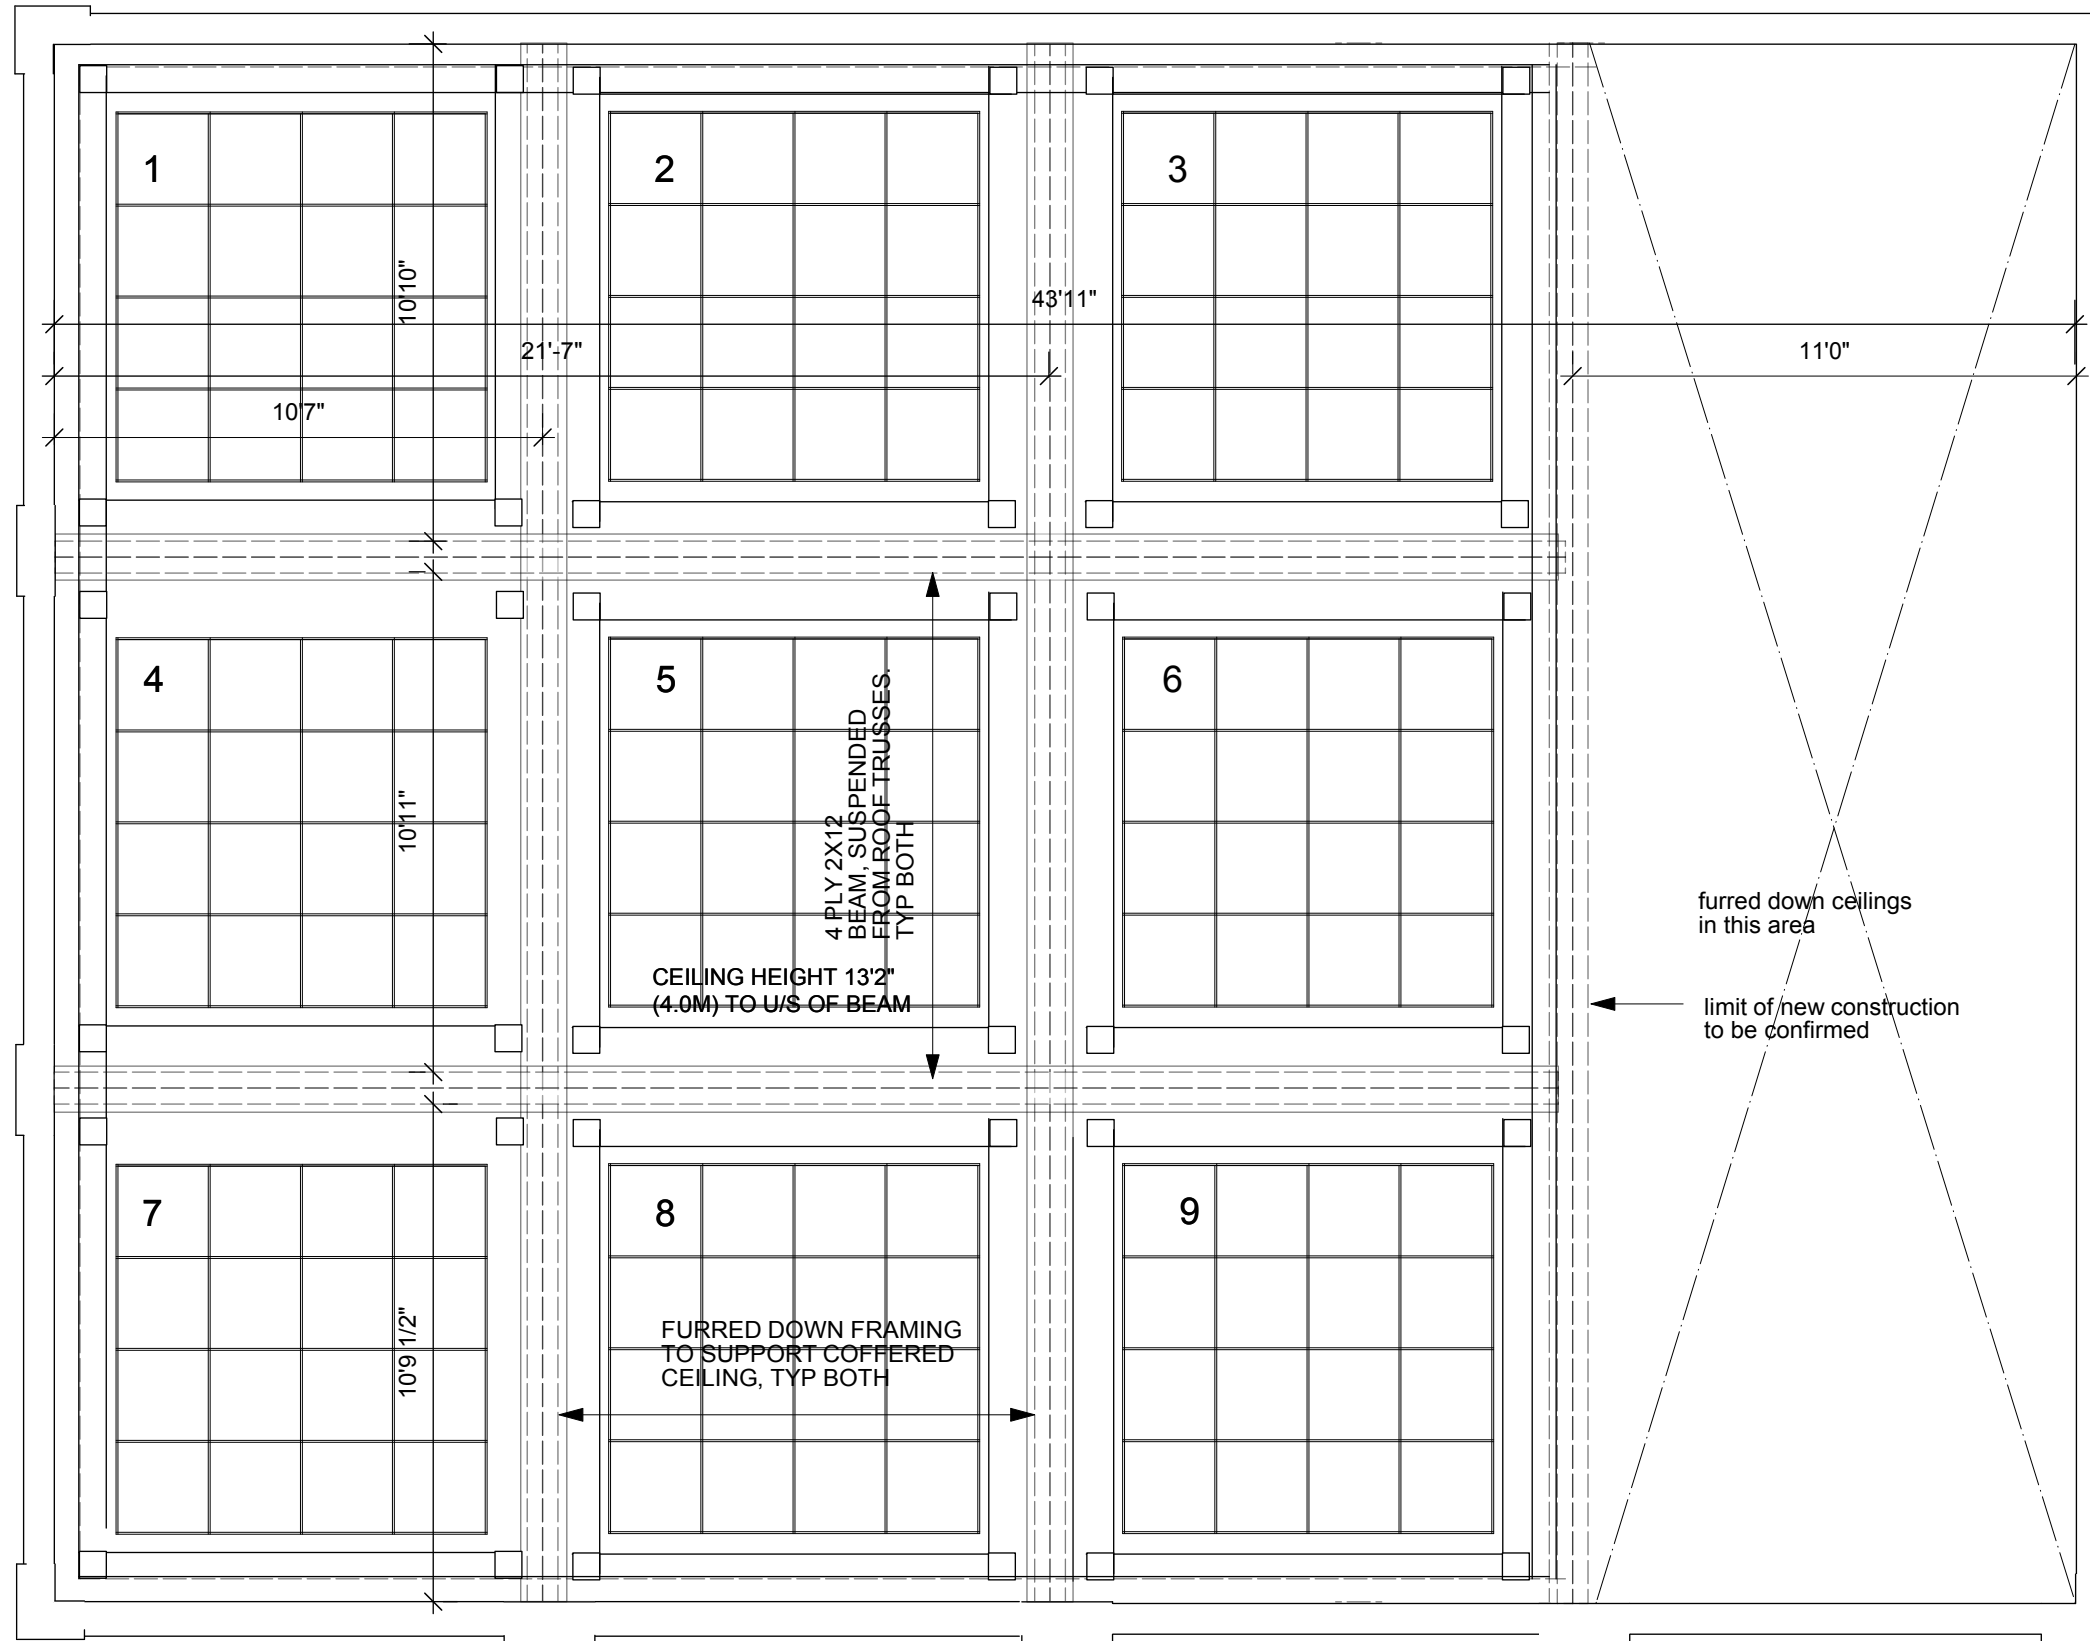 1
2
3
10'10"
43'11"
21'-7"
11'0"
10'7"
4
5
6
10'11"
4 PLY 2X12
BEAM, SUSPENDED
FROM ROOF TRUSSES.
TYP BOTH
furred down ceilings
in this area
CEILING HEIGHT 13'2"
(4.0M) TO U/S OF BEAM
limit of new construction
to be confirmed
7
8
9
10'9 1/2"
FURRED DOWN FRAMING
TO SUPPORT COFFERED
CEILING, TYP BOTH